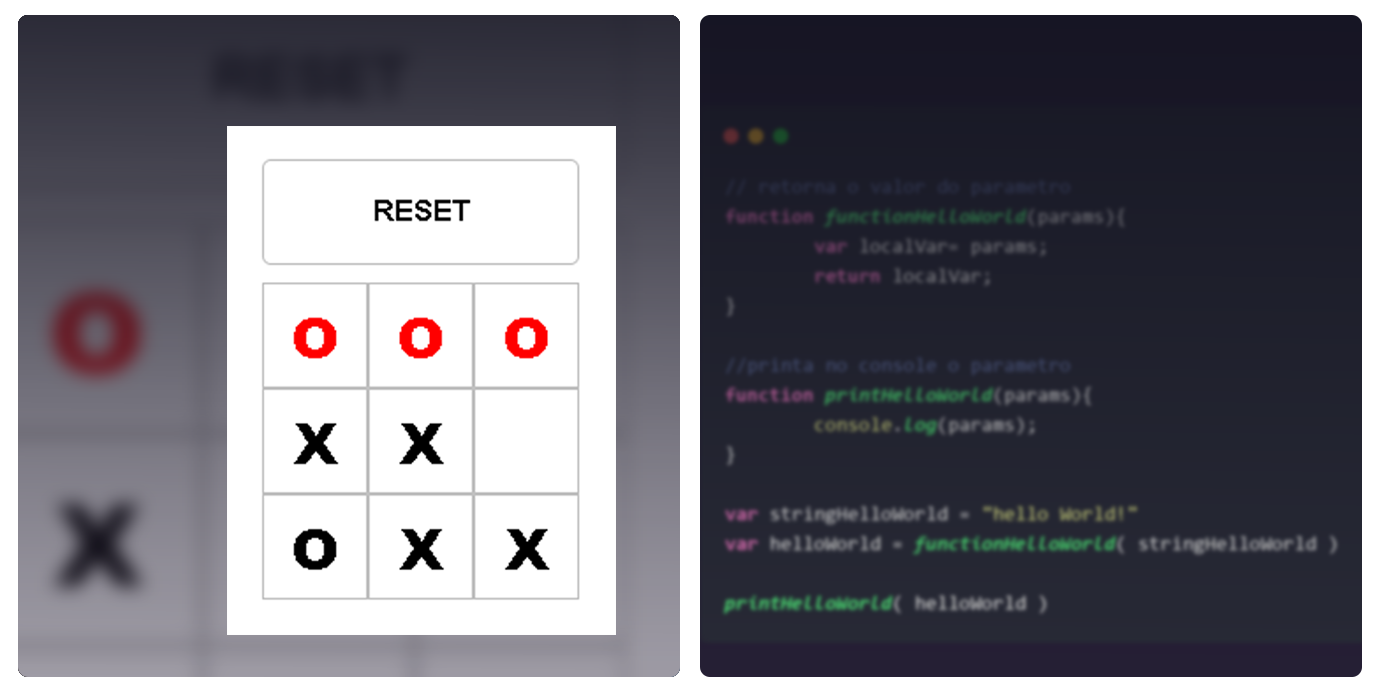 RESET
RESET
O
O O O
X X
X
O X X
// retorna o valor do parametro
function functionHelloWorld(params){
var localVar= params;
return localVar;
}
//printa no console o parametro
function printHelloWorld(params){
console.log(params);
}
var stringHelloWorld = "hello World!"
var helloWorld = functionHelloWorld( stringHelloWorld )
printHelloWorld( helloWorld )